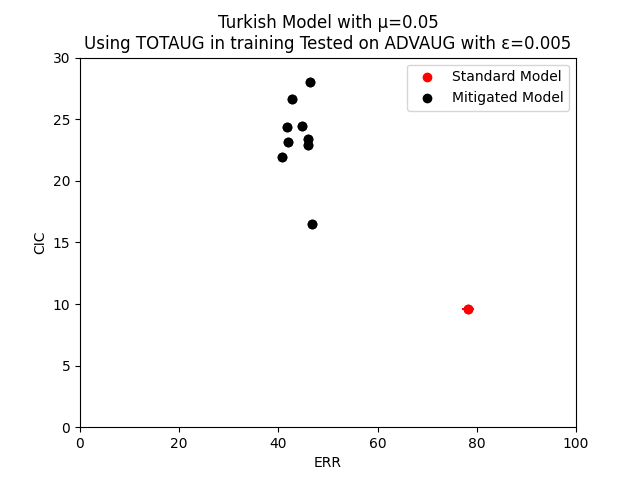 Turkish Model with μ=0.05
Using TOTAUG in training Tested on ADVAUG with ε=0.005
Standard Model
Mitigated Model
30
25
20
15
10
5
0
CIC
0 20 40 60 80 100
ERR